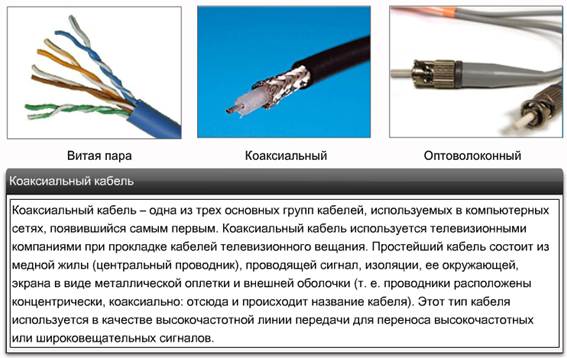 Витая пара
Коаксиальный
Оптоволоконный
Коаксиальный кабель
Коаксиальный кабель – одна из трех основных групп кабелей, используемых в компьютерных
сетях, появившийся самым первым. Коаксиальный кабель используется телевизионными
компаниями при прокладке кабелей телевизионного вещания. Простейший кабель состоит из
медной жилы (центральный проводник), проводящей сигнал, изоляции, ее окружающей,
экрана в виде металлической оплетки и внешней оболочки (т. е. проводники расположены
концентрически, коаксиально: отсюда и происходит название кабеля). Этот тип кабеля
используется в качестве высокочастотной линии передачи для переноса высокочастотных
или широковещательных сигналов.